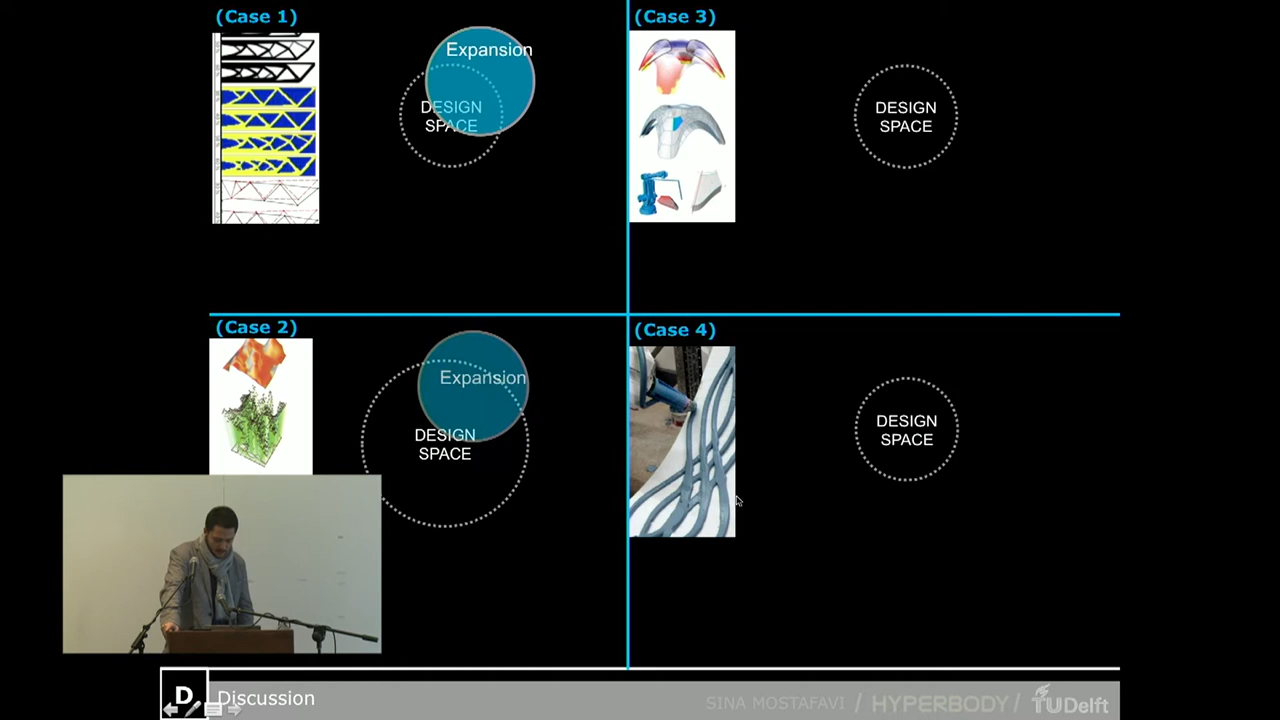 (Case 1)
Expansion
DESIGN
SPACE
(Case 3)
DESIGN
SPACE
(Case 2)
Expansion
DESIGN
SPACE
(Case 4)
DESIGN
SPACE
D
Discussion
SINA MOSTAFAVI / HYPERBODY / TUDelft